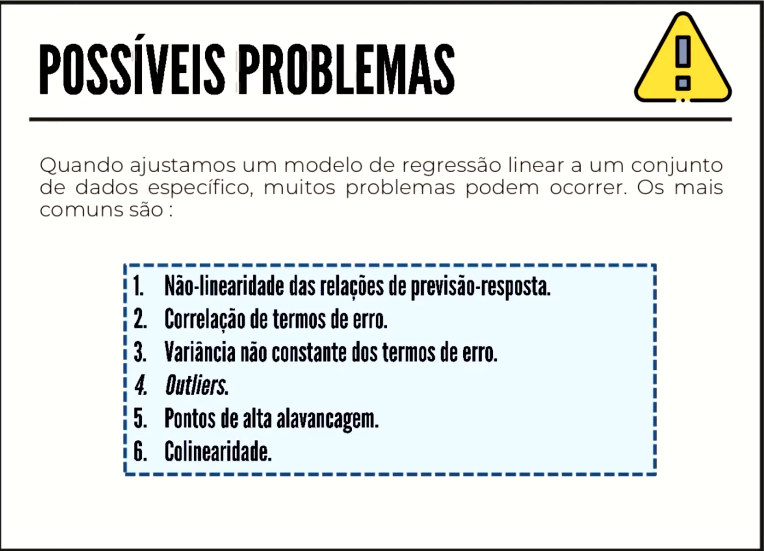 POSSÍVEIS PROBLEMAS
Quando ajustamos um modelo de regressão linear a um conjunto
de dados específico, muitos problemas podem ocorrer. Os mais
comuns são :
1. Não-linearidade das relações de previsão-resposta.
2. Correlação de termos de erro.
3. Variância não constante dos termos de erro.
4. Outliers.
5. Pontos de alta alavancagem.
6. Colinearidade.